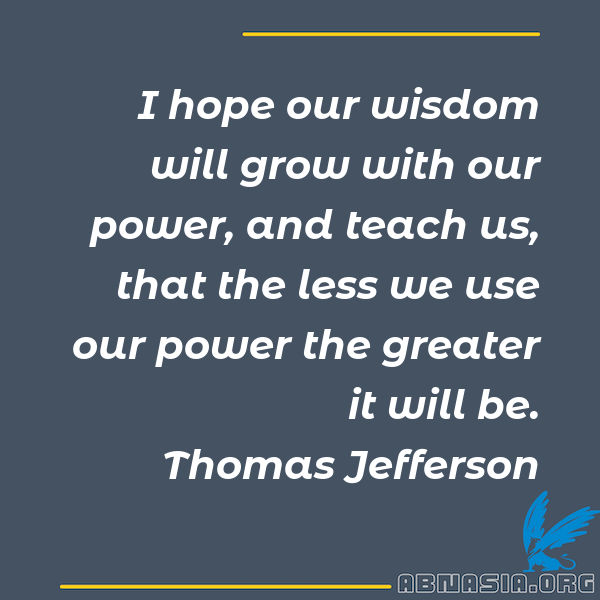 I hope our wisdom
will grow with our
power, and teach us,
that the less we use
our power the greater
it will be.
Thomas Jefferson
ABNASIA.ORG